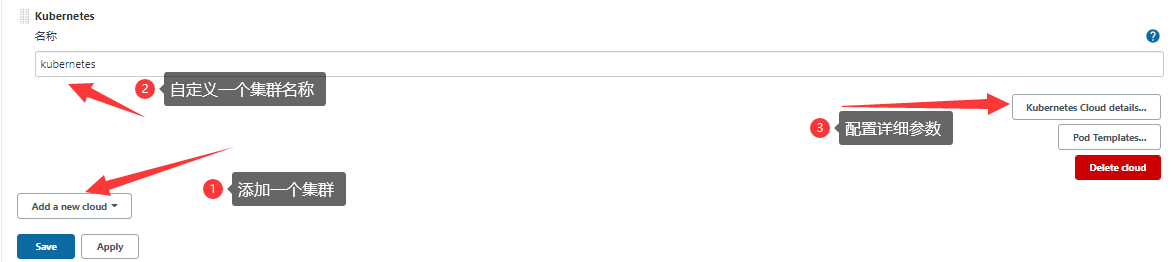 Kubernetes
名称
?
kubernetes
2 自定义一个集群名称
Kubernetes Cloud details...
3 配置详细参数
Pod Templates...
Delete cloud
1 添加一个集群
Add a new cloud
Save Apply